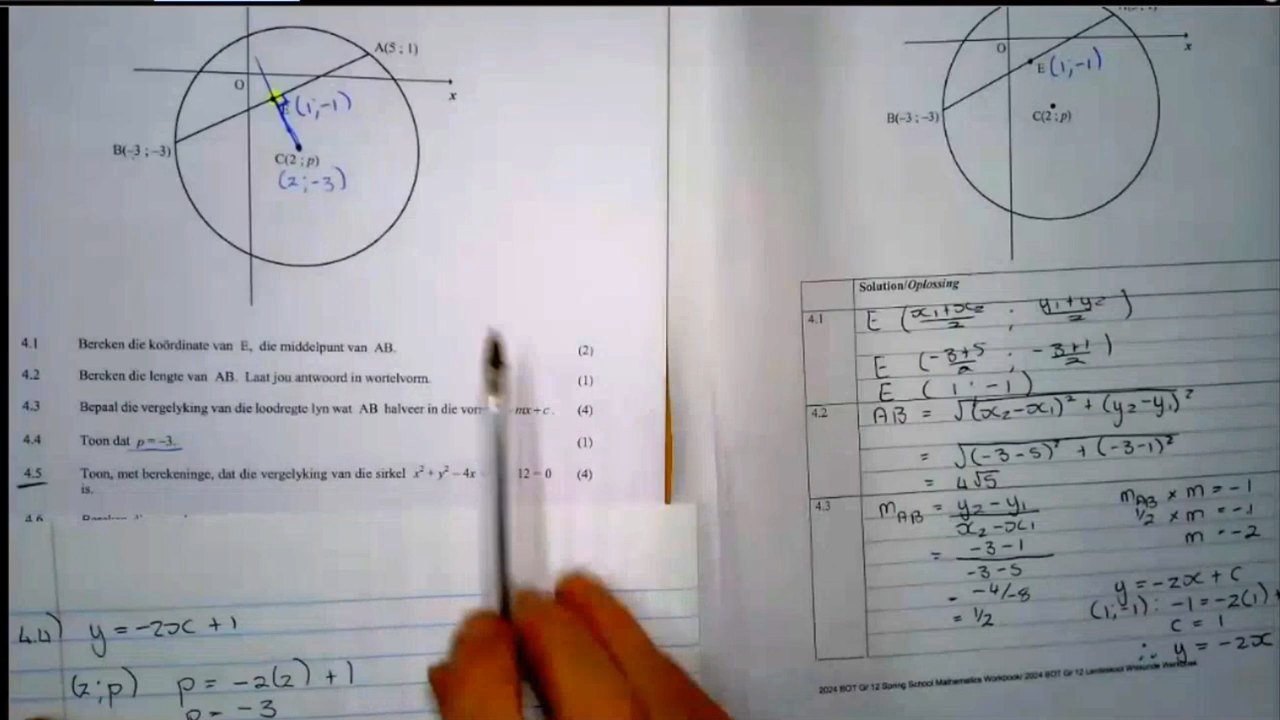 A(5 ; 1)
O
x
E (1;-1)
B(-3 ; -3)
C(2 ; p)
(2;-3)
4.1 Bereken die koördinate van E, die middelpunt van AB. (2)
4.2 Bereken die lengte van AB. Laat jou antwoord in wortelvorm. (1)
4.3 Bepaal die vergelyking van die loodregte lyn wat AB halveer in die mx+c. (4)
4.4 Toon dat p = -3. (1)
4.5 Toon, met berekeninge, dat die vergelyking van die sirkel x² + y² - 4x 12 = 0 (4)
is.
4.6
4.4) y = -2x + 1
(2;p) p = -2(2) + 1
p = -3
O
x
E (1;-1)
B(-3 ; -3)
C(2 ; p)
Solution/Oplossing
4.1 E (x₁+x₂/2 ; y₁+y₂/2)
E (-3+5/2 ; -3+1/2)
E (1 ; -1)
4.2 AB = √(x₂-x₁)² + (y₂-y₁)²
= √(-3-5)² + (-3-1)²
= 4√5
4.3 mAB = y₂-y₁/x₂-x₁
= -3-1/-3-5
= -4/-8
= 1/2
mAB × m = -1
1/2 × m = -1
m = -2
y = -2x + c
(1;-1): -1 = -2(1) +
c = 1
∴ y = -2x
2024 BOT Gr 12 Spring School Mathematics Workbook/ 2024 BOT Gr 12 Lenteskool Wiskunde Werkboek